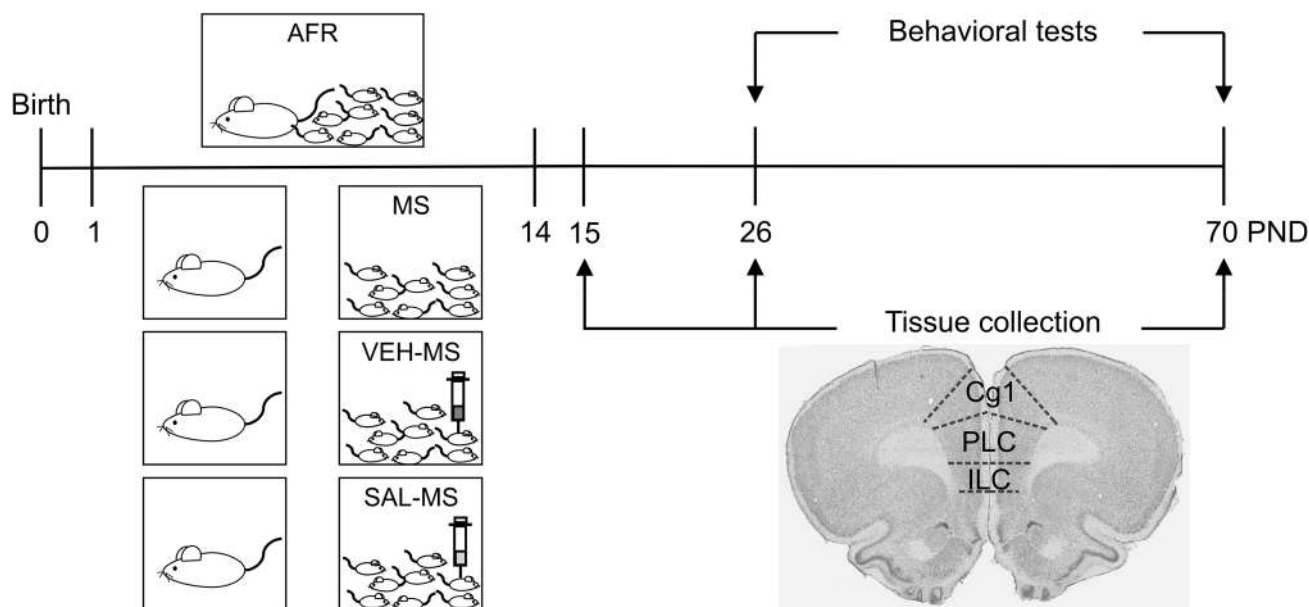 AFR
Behavioral tests
Birth
0 1 14 15 26 70 PND
MS
Tissue collection
VEH-MS
Cg1
PLC
ILC
SAL-MS